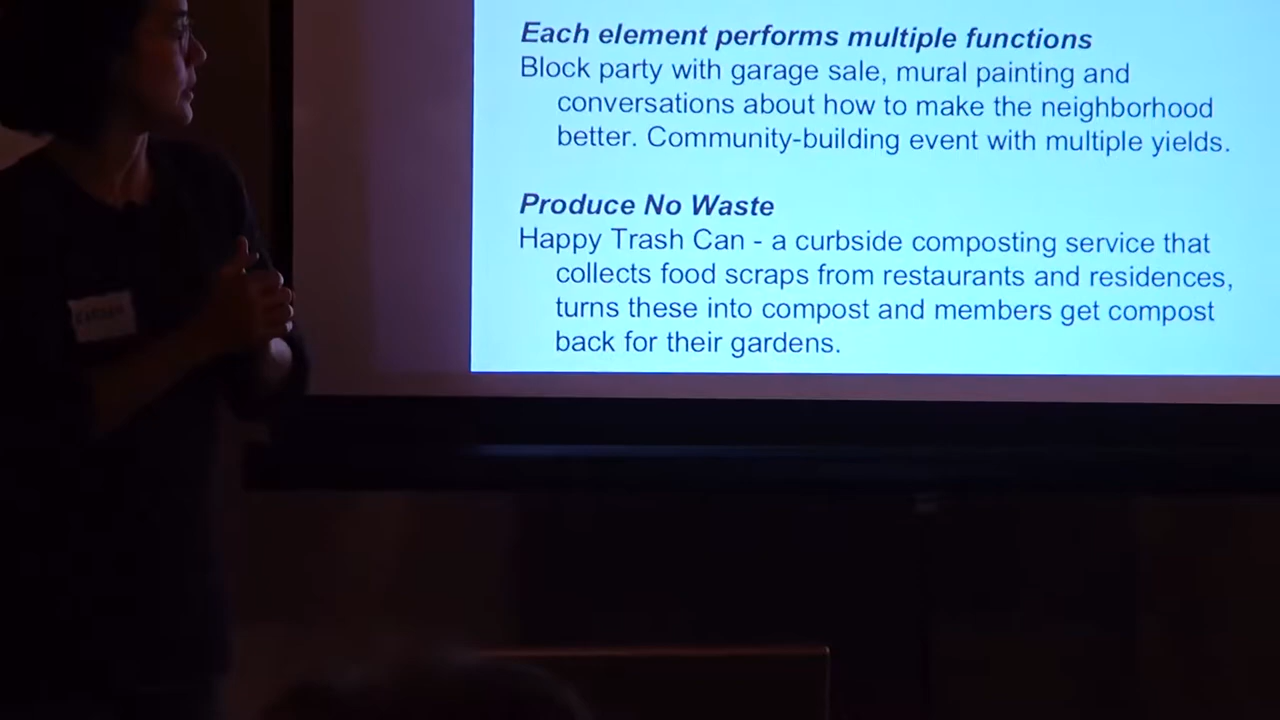 Each element performs multiple functions
Block party with garage sale, mural painting and
conversations about how to make the neighborhood
better. Community-building event with multiple yields.
Produce No Waste
Happy Trash Can - a curbside composting service that
collects food scraps from restaurants and residences,
turns these into compost and members get compost
back for their gardens.